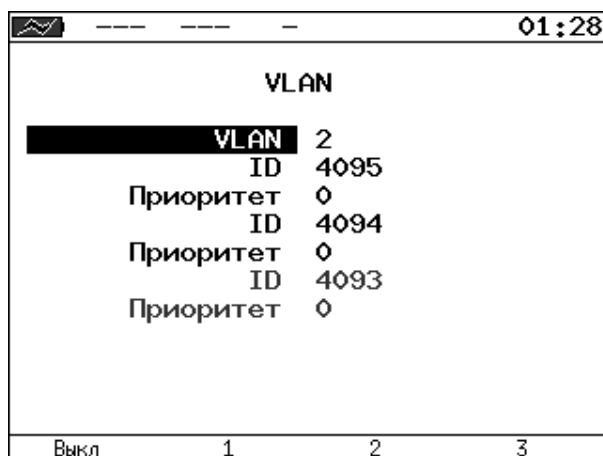 --- --- - 01:28
VLAN
VLAN 2
ID 4095
Приоритет 0
ID 4094
Приоритет 0
ID 4093
Приоритет 0
Выкл 1 2 3